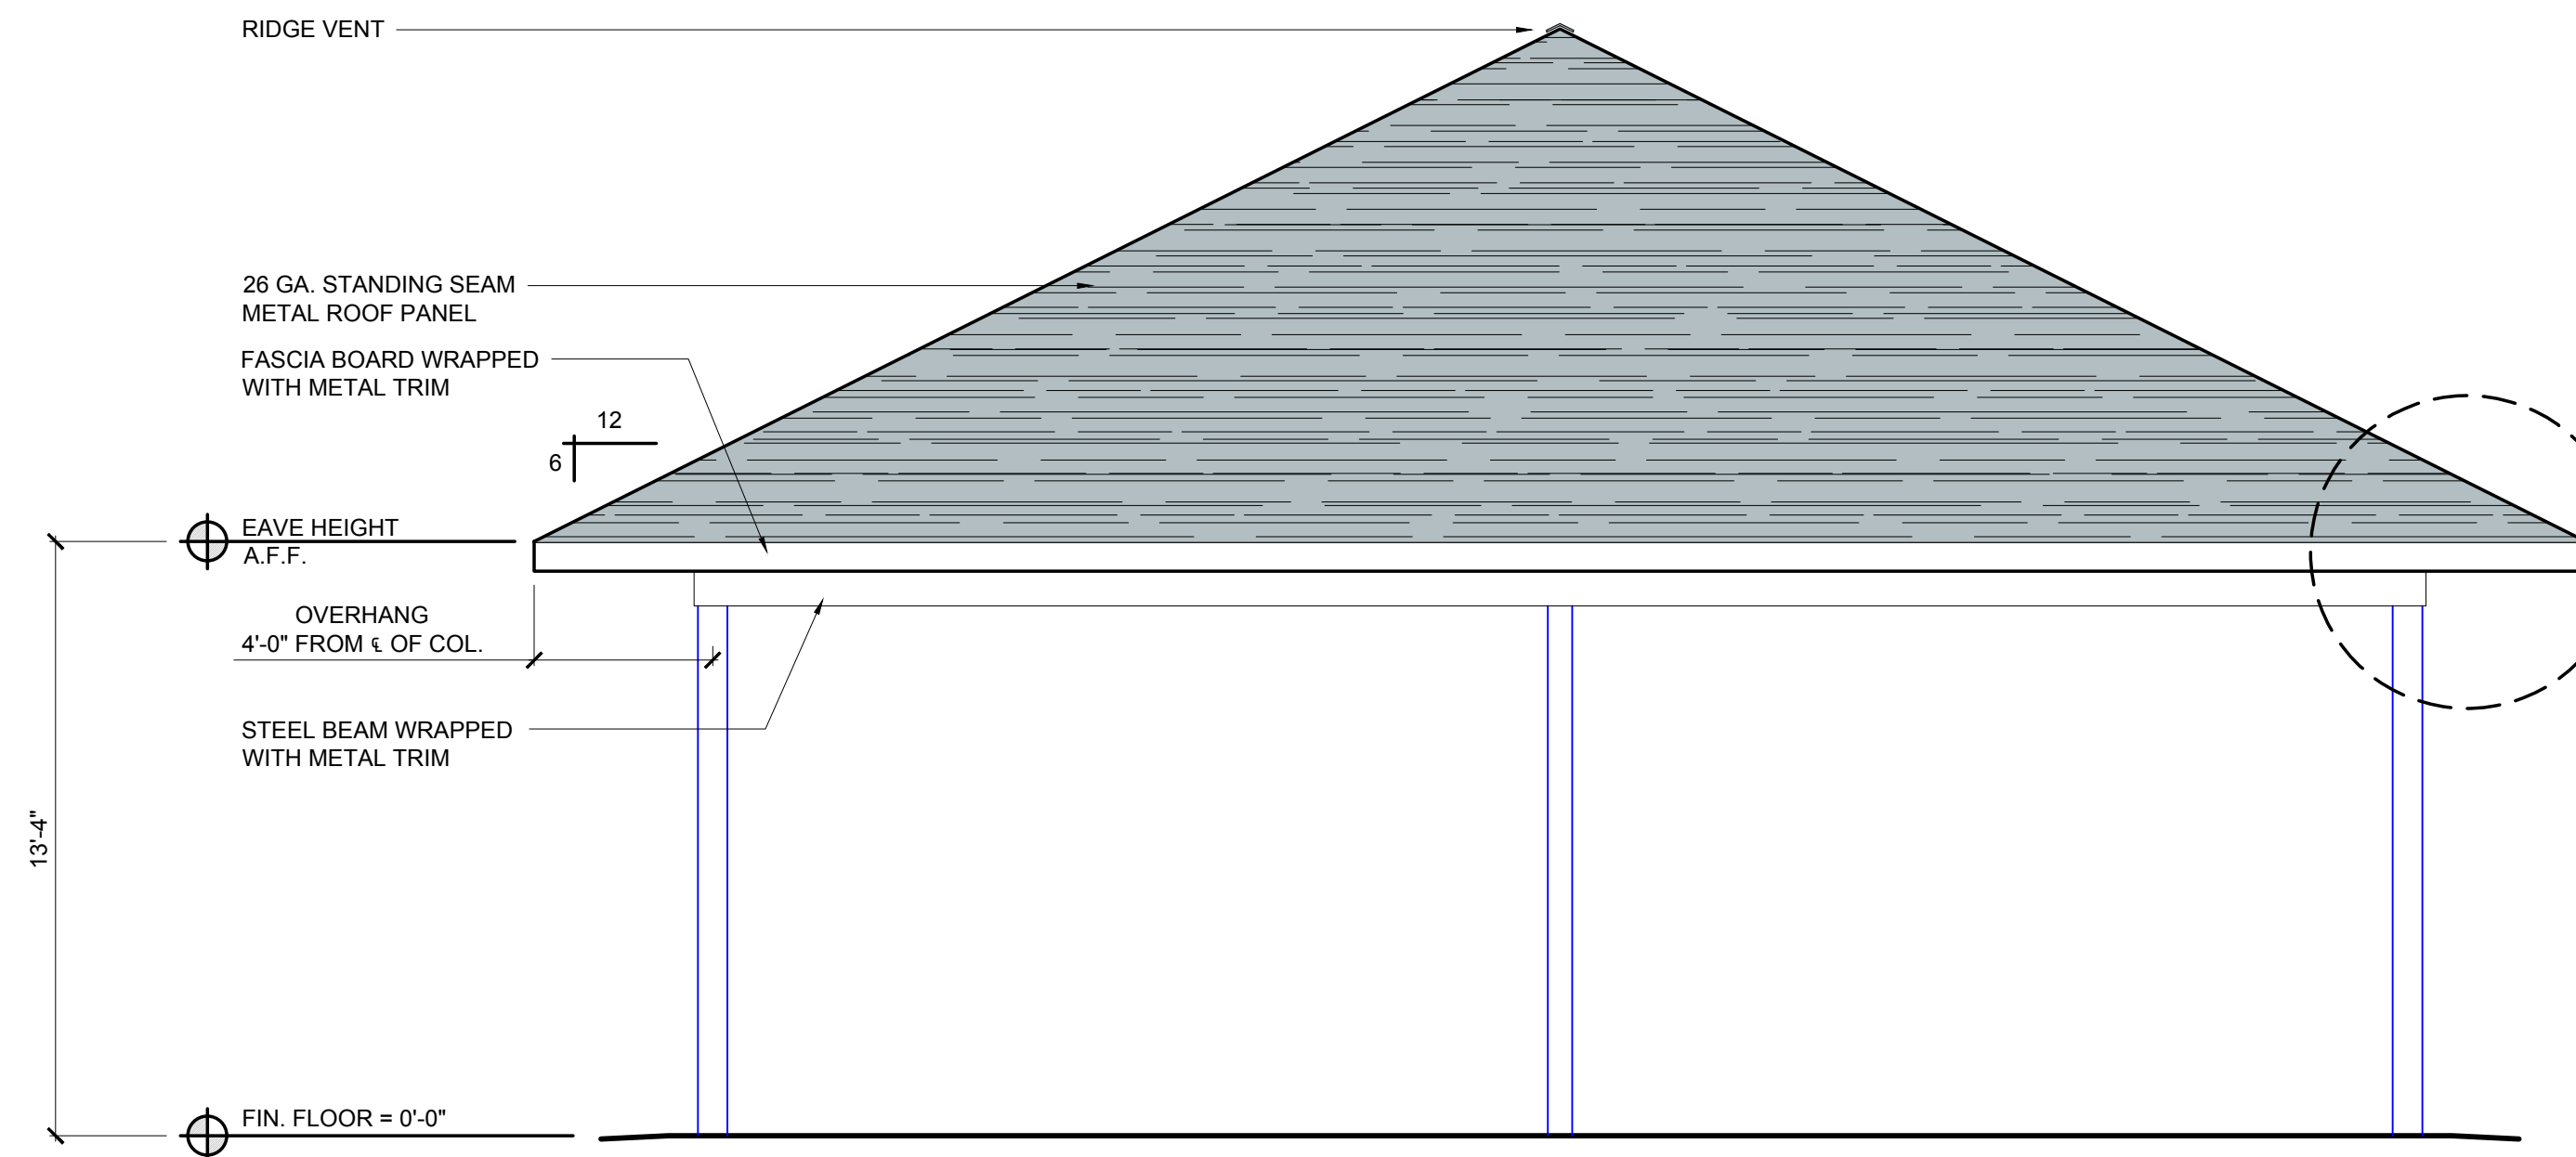 RIDGE VENT
26 GA. STANDING SEAM
METAL ROOF PANEL
FASCIA BOARD WRAPPED
WITH METAL TRIM
12
6
EAVE HEIGHT
A.F.F.
OVERHANG
4'-0" FROM ℄ OF COL.
STEEL BEAM WRAPPED
WITH METAL TRIM
13'-4"
FIN. FLOOR = 0'-0"